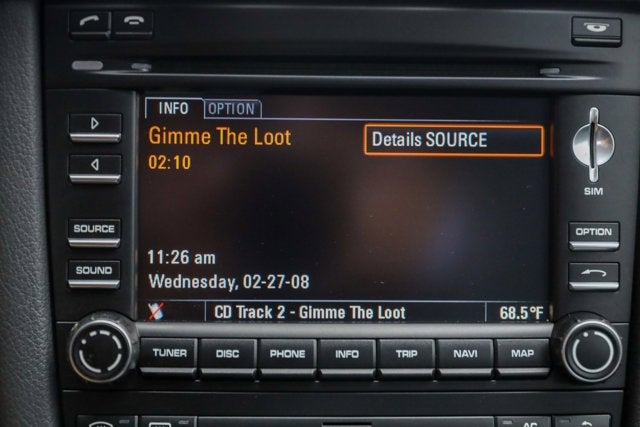 INFO OPTION
Gimme The Loot
Details SOURCE
02:10
SIM
SOURCE
OPTION
11:26 am
SOUND
Wednesday, 02-27-08
CD Track 2 - Gimme The Loot
68.5°F
TUNER DISC PHONE INFO TRIP NAVI MAP
AC